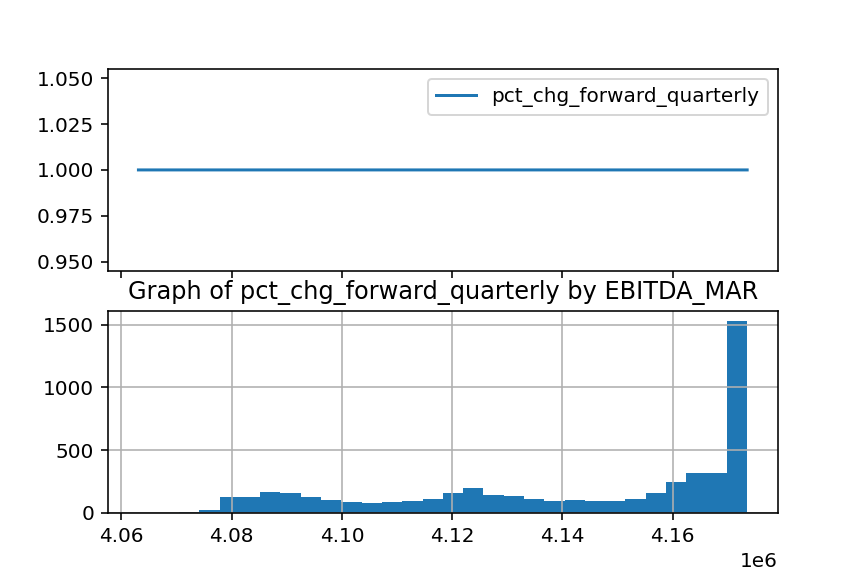 1.050
1.025
1.000
0.975
0.950
pct_chg_forward_quarterly
Graph of pct_chg_forward_quarterly by EBITDA_MAR
1500
1000
500
0
4.06 4.08 4.10 4.12 4.14 4.16
1e6